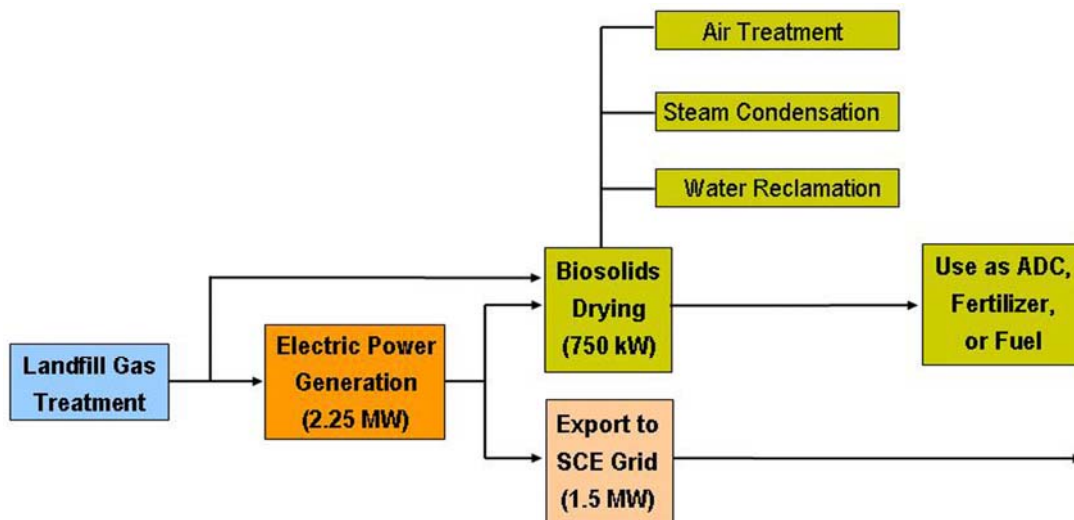 Air Treatment
Steam Condensation
Water Reclamation
Biosolids
Drying
(750 kW)
Use as ADC,
Fertilizer,
or Fuel
Landfill Gas
Treatment
Electric Power
Generation
(2.25 MW)
Export to
SCE Grid
(1.5 MW)